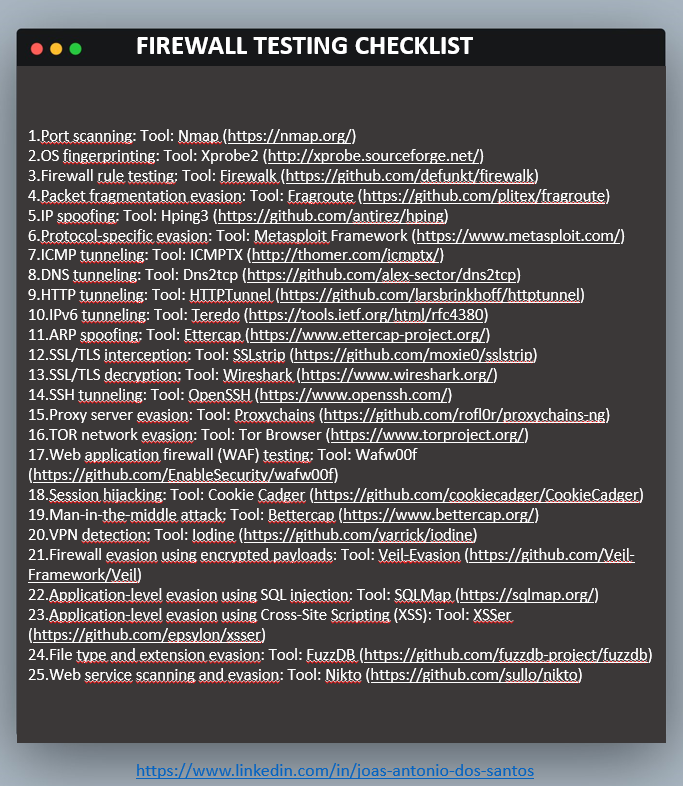 FIREWALL TESTING CHECKLIST
1.Port scanning: Tool: Nmap (https://nmap.org/)
2.OS fingerprinting: Tool: Xprobe2 (http://xprobe.sourceforge.net/)
3.Firewall rule testing: Tool: Firewalk (https://github.com/defunkt/firewalk)
4.Packet fragmentation evasion: Tool: Fragroute (https://github.com/plitex/fragroute)
5.IP spoofing: Tool: Hping3 (https://github.com/antirez/hping)
6.Protocol-specific evasion: Tool: Metasploit Framework (https://www.metasploit.com/)
7.ICMP tunneling: Tool: ICMPTX (http://thomer.com/icmptx/)
8.DNS tunneling: Tool: Dns2tcp (https://github.com/alex-sector/dns2tcp)
9.HTTP tunneling: Tool: HTTPTunnel (https://github.com/larsbrinkhoff/httptunnel)
10.IPv6 tunneling: Tool: Teredo (https://tools.ietf.org/html/rfc4380)
11.ARP spoofing: Tool: Ettercap (https://www.ettercap-project.org/)
12.SSL/TLS interception: Tool: SSLstrip (https://github.com/moxie0/sslstrip)
13.SSL/TLS decryption: Tool: Wireshark (https://www.wireshark.org/)
14.SSH tunneling: Tool: OpenSSH (https://www.openssh.com/)
15.Proxy server evasion: Tool: Proxychains (https://github.com/rofl0r/proxychains-ng)
16.TOR network evasion: Tool: Tor Browser (https://www.torproject.org/)
17.Web application firewall (WAF) testing: Tool: Wafw00f
(https://github.com/EnableSecurity/wafw00f)
18.Session hijacking: Tool: Cookie Cadger (https://github.com/cookiecadger/CookieCadger)
19.Man-in-the-middle attack: Tool: Bettercap (https://www.bettercap.org/)
20.VPN detection: Tool: Iodine (https://github.com/yarrick/iodine)
21.Firewall evasion using encrypted payloads: Tool: Veil-Evasion (https://github.com/Veil-
Framework/Veil)
22.Application-level evasion using SQL injection: Tool: SQLMap (https://sqlmap.org/)
23.Application-level evasion using Cross-Site Scripting (XSS): Tool: XSSer
(https://github.com/epsylon/xsser)
24.File type and extension evasion: Tool: FuzzDB (https://github.com/fuzzdb-project/fuzzdb)
25.Web service scanning and evasion: Tool: Nikto (https://github.com/sullo/nikto)
https://www.linkedin.com/in/joas-antonio-dos-santos